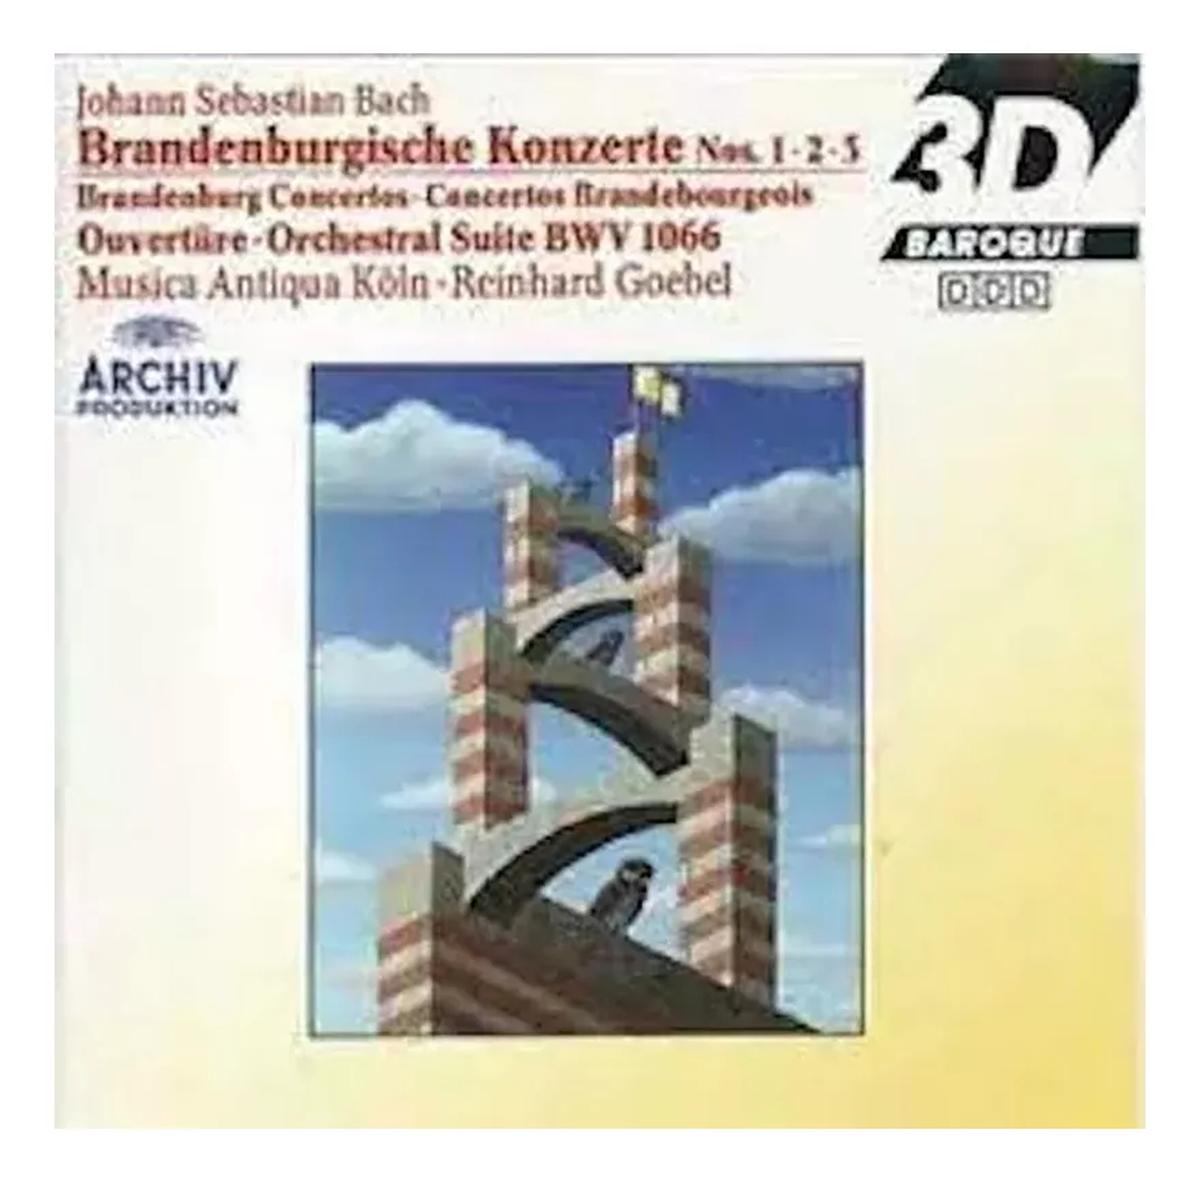 Johann Sebastian Bach
Brandenburgische Konzerte Nos. 1 · 2 · 3
Brandenburg Concertos · Concertos Brandebourgeois
Ouvertüre · Orchestral Suite BWV 1066
Musica Antiqua Köln · Reinhard Goebel
ARCHIV
PRODUKTION
3D
BAROQUE
DDD